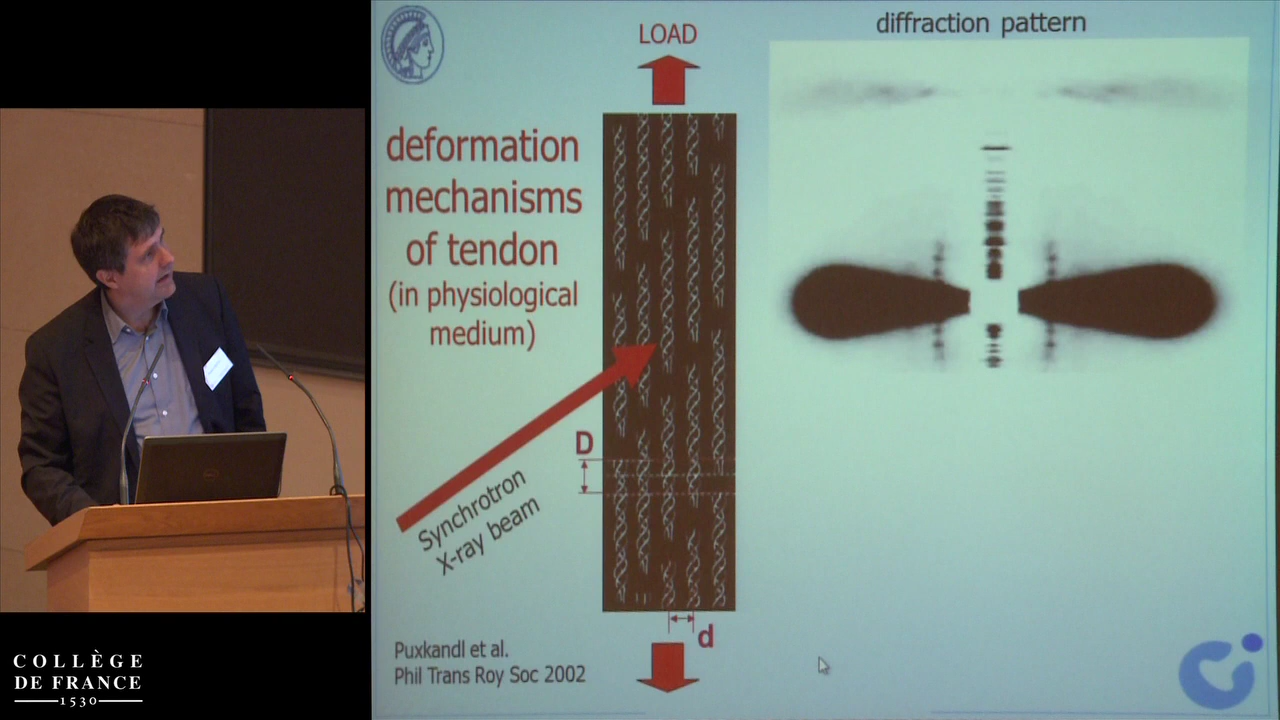 LOAD
diffraction pattern
deformation
mechanisms
of tendon
(in physiological
medium)
D
Synchrotron
X-ray beam
d
Puxkandl et al.
Phil Trans Roy Soc 2002
COLLÈGE
DE FRANCE
1530